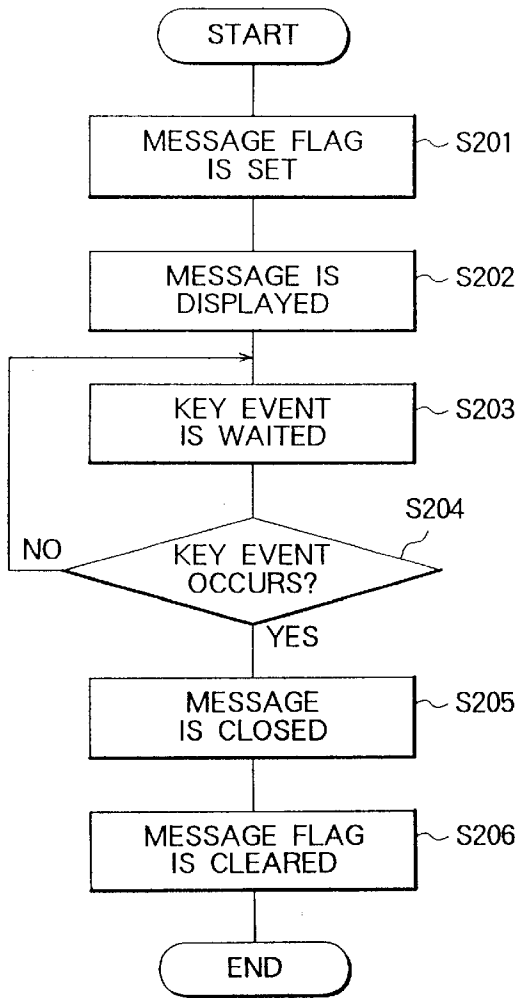 START
MESSAGE FLAG
IS SET
S201
MESSAGE IS
DISPLAYED
S202
KEY EVENT
IS WAITED
S203
S204
NO
KEY EVENT
OCCURS?
YES
MESSAGE
IS CLOSED
S205
MESSAGE FLAG
IS CLEARED
S206
END